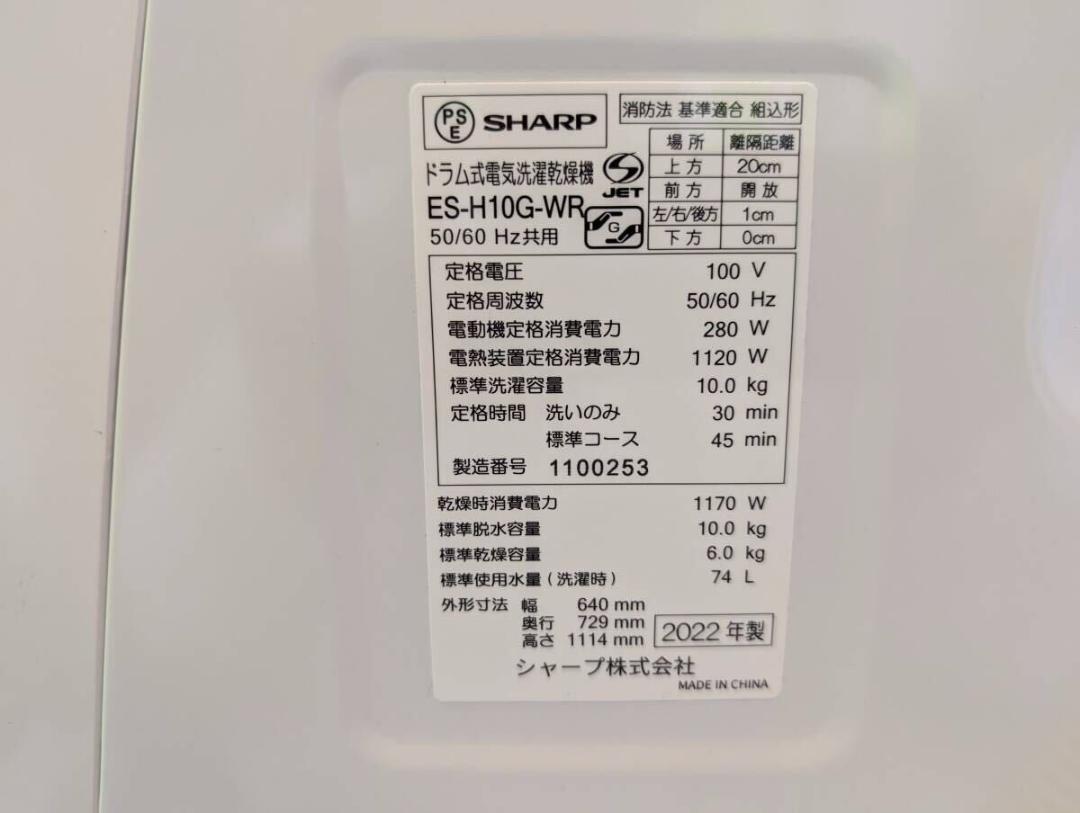 PSE SHARP
消防法 基準適合 組込形
ドラム式電気洗濯乾燥機
ES-H10G-WR
50/60 Hz共用
JET
G
場所 離隔距離
上方 20cm
前方 開放
左/右/後方 1cm
下方 0cm
定格電圧 100 V
定格周波数 50/60 Hz
電動機定格消費電力 280 W
電熱装置定格消費電力 1120 W
標準洗濯容量 10.0 kg
定格時間 洗いのみ 30 min
標準コース 45 min
製造番号 1100253
乾燥時消費電力 1170 W
標準脱水容量 10.0 kg
標準乾燥容量 6.0 kg
標準使用水量(洗濯時) 74 L
外形寸法 幅 640 mm
奥行 729 mm
高さ 1114 mm
2022年製
シャープ株式会社
MADE IN CHINA